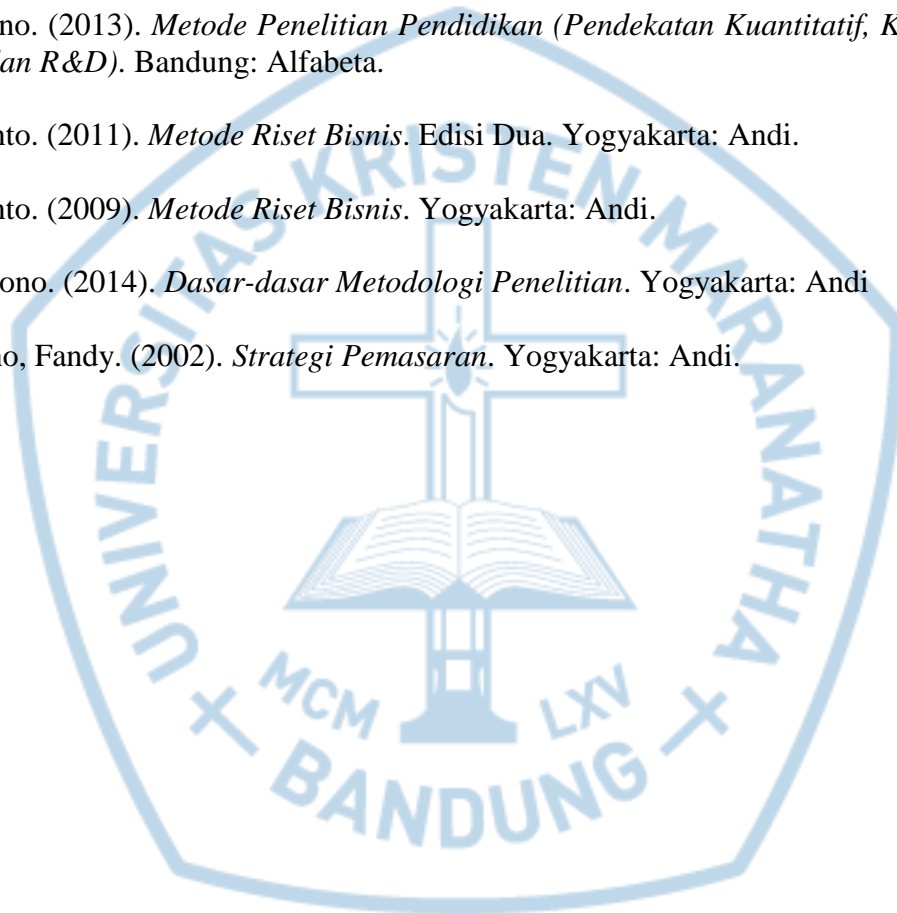 no. (2013). Metode Penelitian Pendidikan (Pendekatan Kuantitatif, K
lan R&D). Bandung: Alfabeta.
nto. (2011). Metode Riset Bisnis. Edisi Dua. Yogyakarta: Andi.
nto. (2009). Metode Riset Bisnis. Yogyakarta: Andi.
ono. (2014). Dasar-dasar Metodologi Penelitian. Yogyakarta: Andi
no, Fandy. (2002). Strategi Pemasaran. Yogyakarta: Andi.
UNIVERSITAS KRISTEN MARANATHA
MCM LXV
+ BANDUNG +